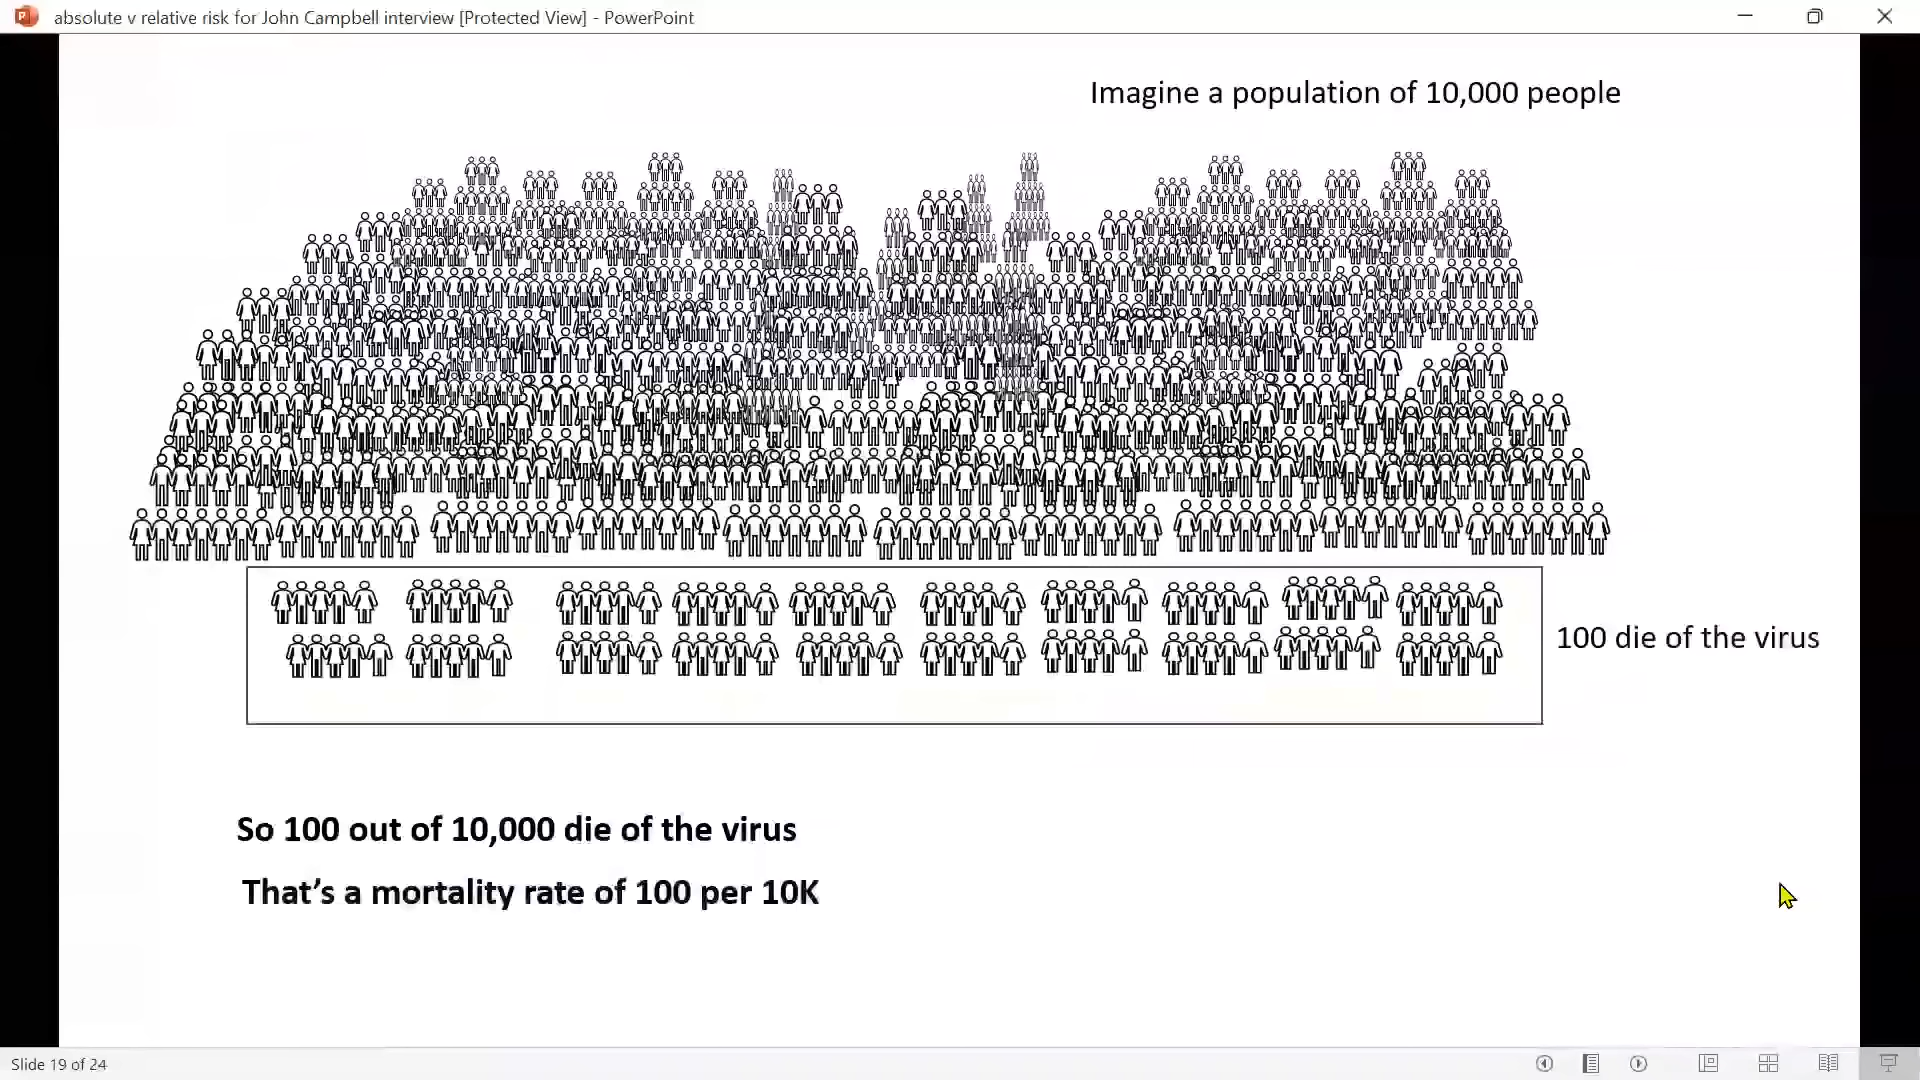 absolute v relative risk for John Campbell interview [Protected View] - PowerPoint
Imagine a population of 10,000 people
100 die of the virus
So 100 out of 10,000 die of the virus
That’s a mortality rate of 100 per 10K
Slide 19 of 24